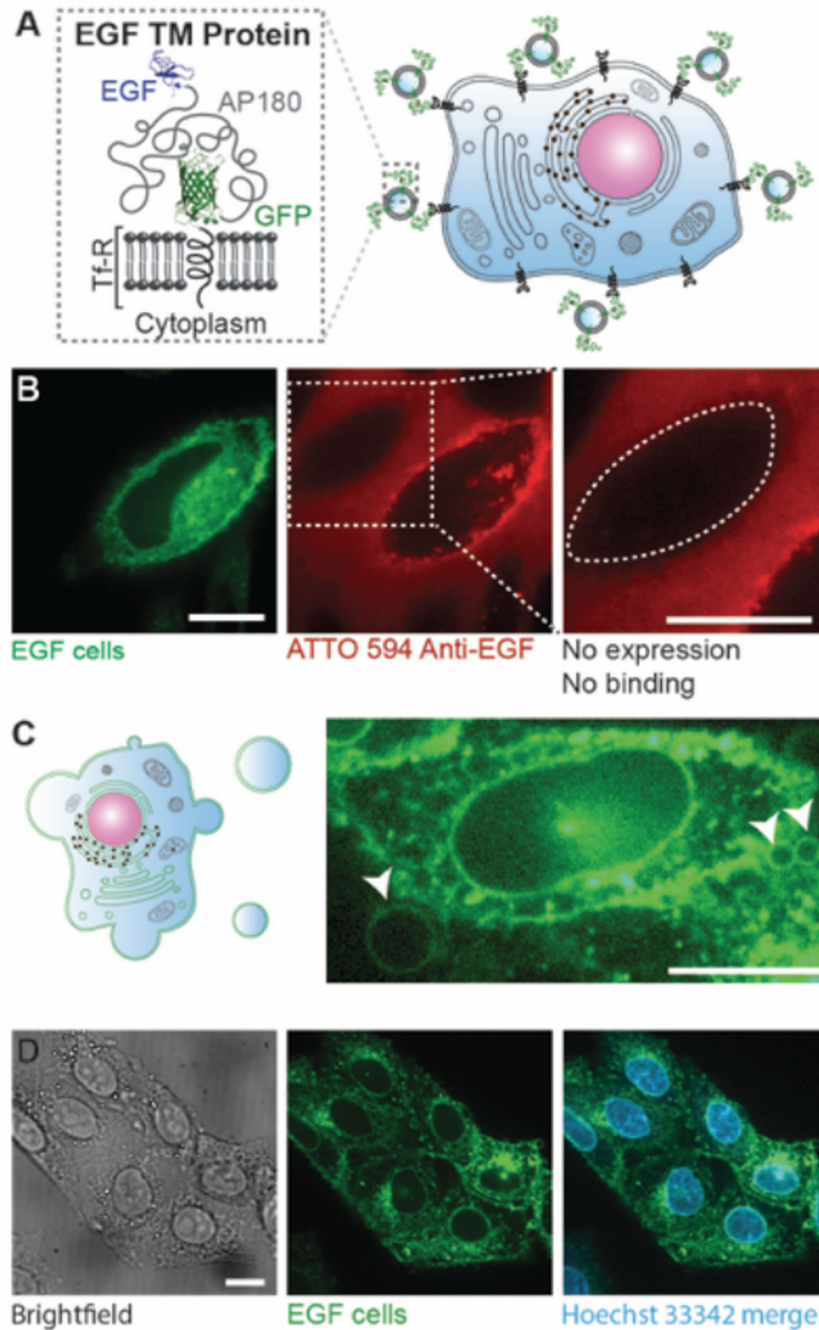 A
EGF TM Protein
EGF
AP180
GFP
Tf-R
Cytoplasm
B
EGF cells
ATTO 594 Anti-EGF
No expression
No binding
C
D
Brightfield
EGF cells
Hoechst 33342 merge